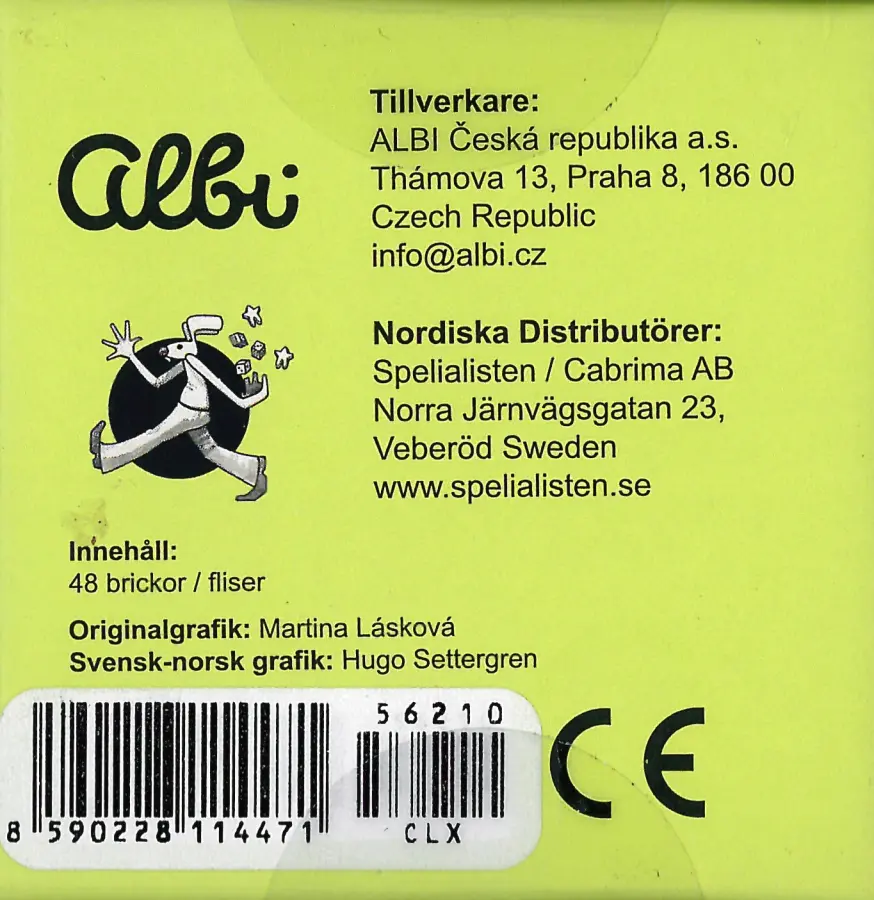 albi
Tillverkare:
ALBI Česká republika a.s.
Thámova 13, Praha 8, 186 00
Czech Republic
info@albi.cz
Nordiska Distributörer:
Spelialisten / Cabrima AB
Norra Järnvägsgatan 23,
Veberöd Sweden
www.spelialisten.se
Innehåll:
48 brickor / fliser
Originalgrafik: Martina Lásková
Svensk-norsk grafik: Hugo Settergren
56210
8 590228 114471
CLX
CE